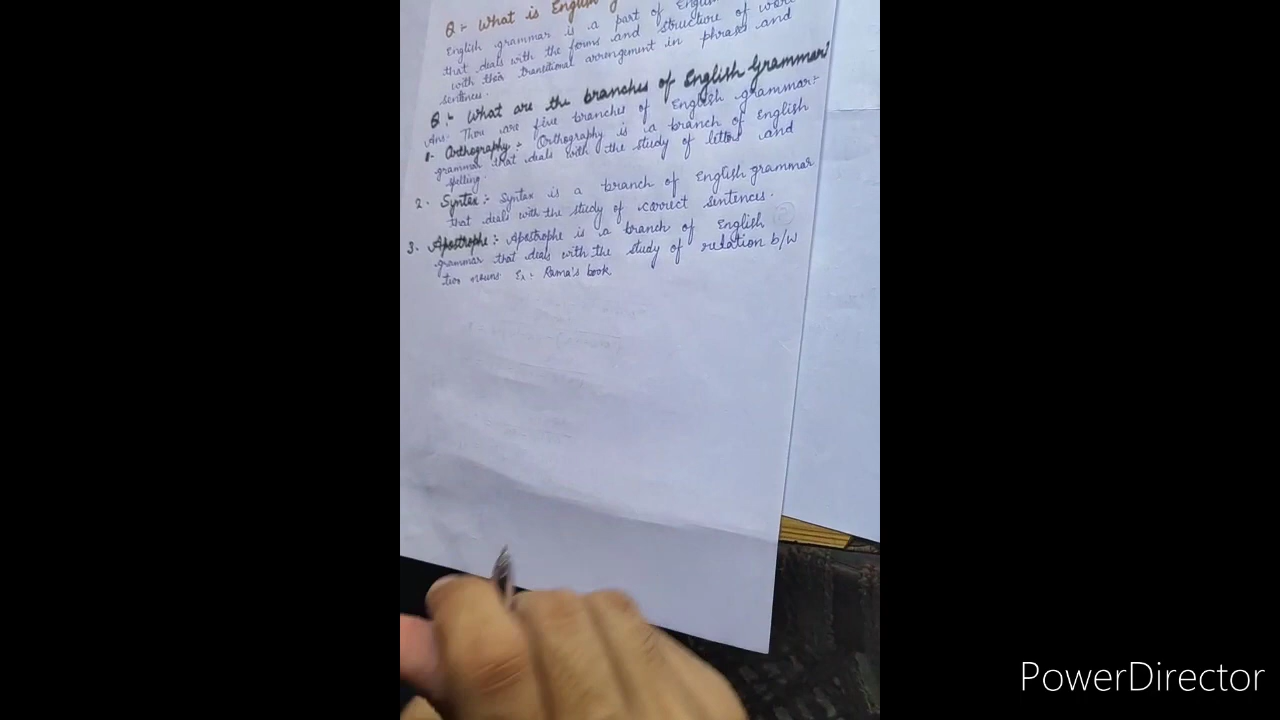 Q :- What is English g
English grammar is a part of English
that deals with the forms and structure of word
with their transitional arrangement in phrases and
sentences.
Q :- What are the branches of English Grammar?
Ans- There are five branches of English grammar:-
1- Orthography :- Orthography is a branch of English
grammar that deals with the study of letters and
spelling.
2. Syntax :- Syntax is a branch of English grammar
that deals with the study of correct sentences.
3. Apostrophe :- Apostrophe is a branch of English
grammar that deals with the study of relation b/w
two nouns. Ex:- Rama's book
PowerDirector